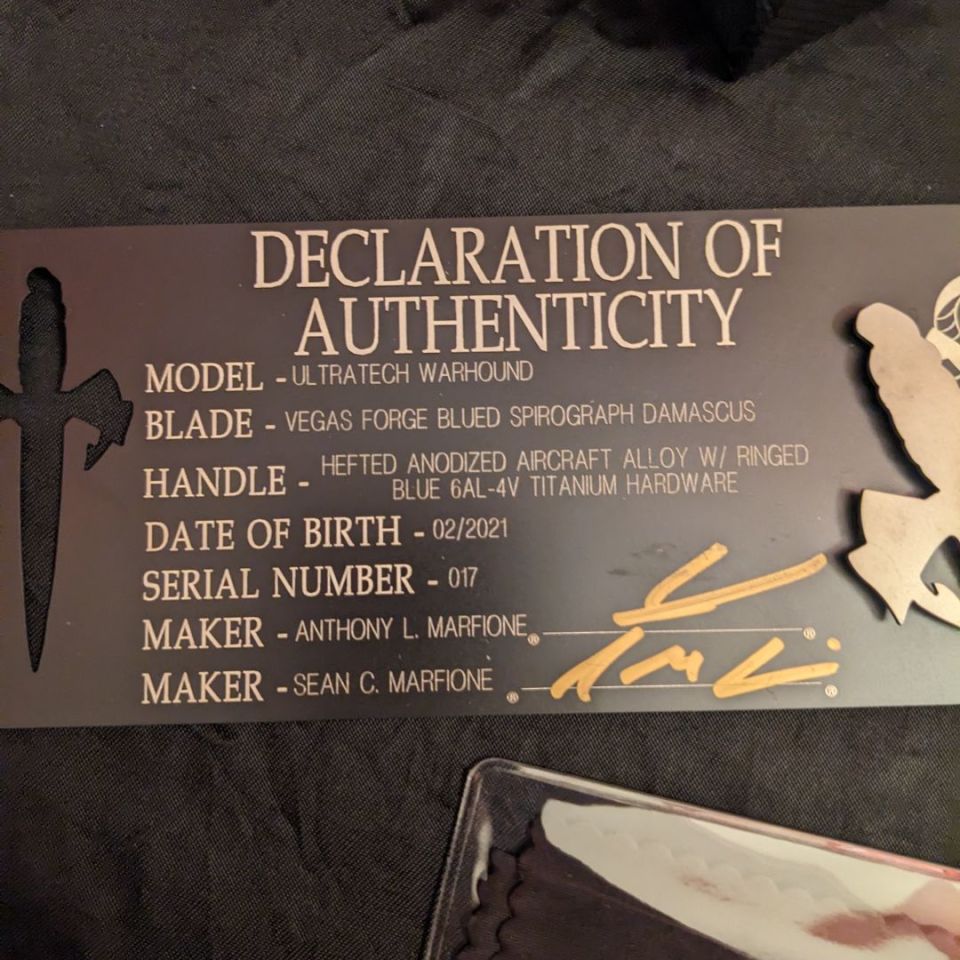 DECLARATION OF
AUTHENTICITY
MODEL - ULTRATECH WARHOUND
BLADE - VEGAS FORGE BLUED SPIROGRAPH DAMASCUS
HANDLE - HEFTED ANODIZED AIRCRAFT ALLOY W/ RINGED
BLUE 6AL-4V TITANIUM HARDWARE
DATE OF BIRTH - 02/2021
SERIAL NUMBER - 017
MAKER - ANTHONY L. MARFIONE ® ®
MAKER - SEAN C. MARFIONE ® ®